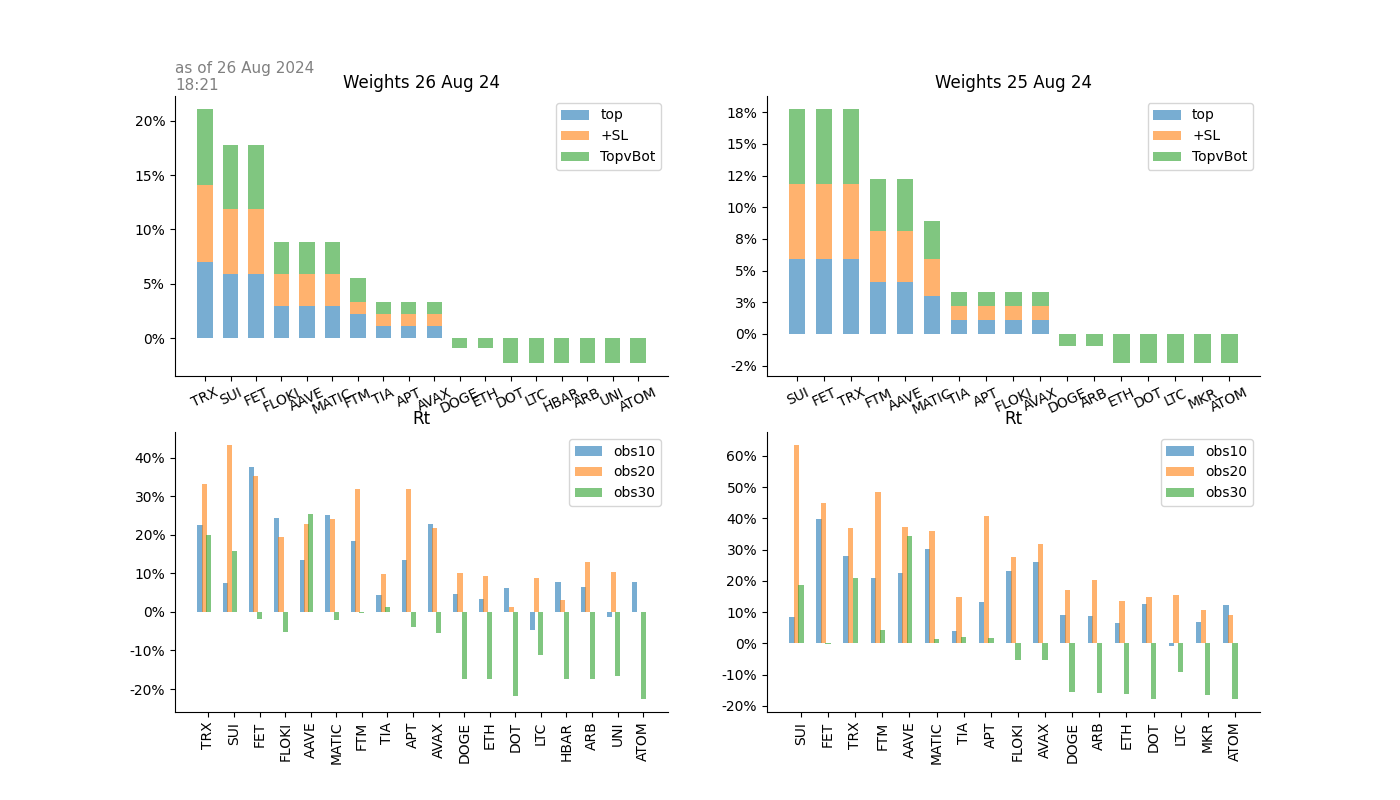 as of 26 Aug 2024
18:21
Weights 26 Aug 24
20%
15%
10%
5%
0%
top
+SL
TopvBot
TRX SUI FET FLOKI AAVE MATIC FTM TIA APT AVAX DOGE ETH DOT LTC HBAR ARB UNI ATOM
Weights 25 Aug 24
18%
15%
12%
10%
8%
5%
3%
0%
-2%
top
+SL
TopvBot
SUI FET TRX FTM AAVE MATIC TIA APT FLOKI AVAX DOGE ARB ETH DOT LTC MKR ATOM
Rt
40%
30%
20%
10%
0%
-10%
-20%
obs10
obs20
obs30
TRX SUI FET FLOKI AAVE MATIC FTM TIA APT AVAX DOGE ETH DOT LTC HBAR ARB UNI ATOM
Rt
60%
50%
40%
30%
20%
10%
0%
-10%
-20%
obs10
obs20
obs30
SUI FET TRX FTM AAVE MATIC TIA APT FLOKI AVAX DOGE ARB ETH DOT LTC MKR ATOM